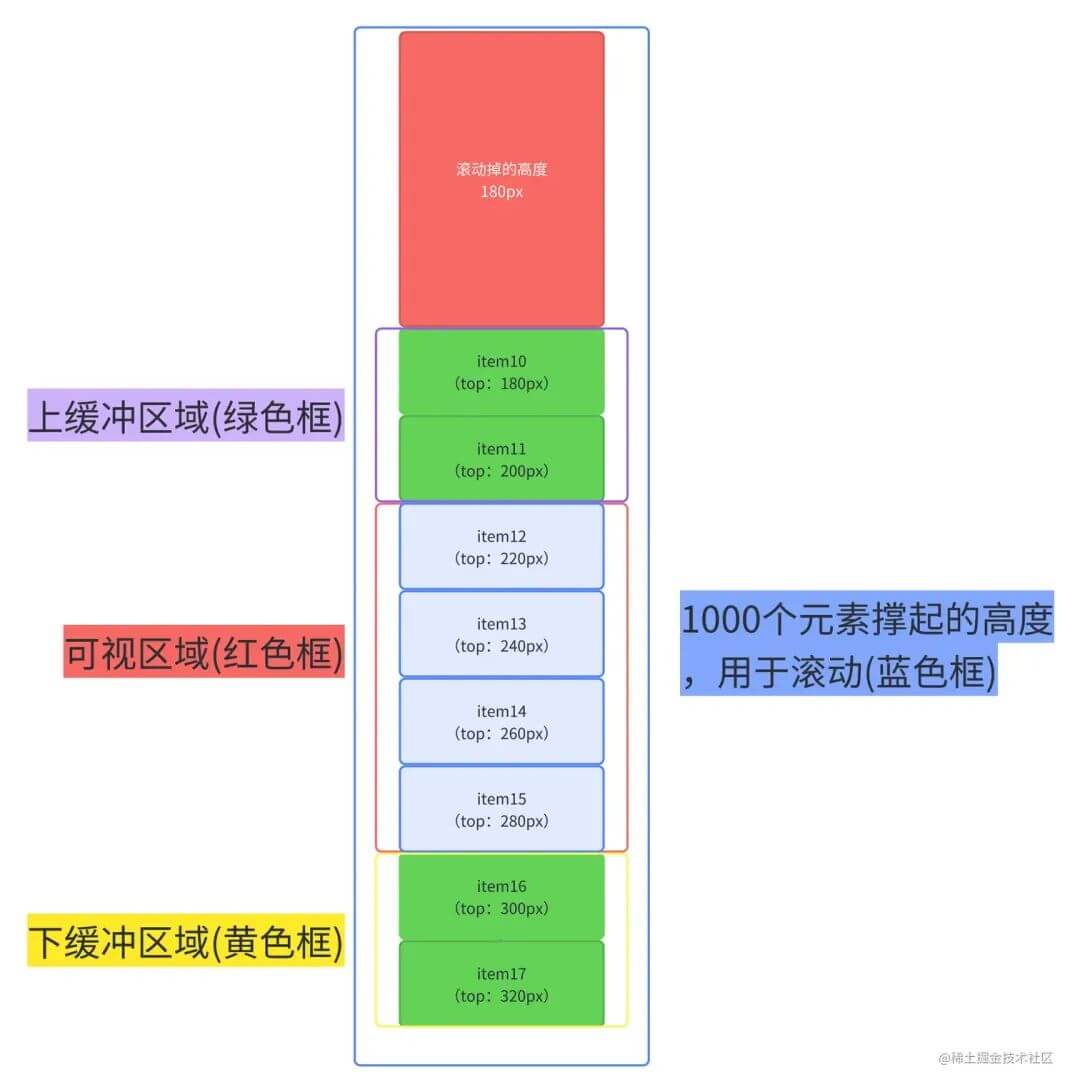 滚动掉的高度
180px
item10
（top：180px）
item11
（top：200px）
上缓冲区域(绿色框)
item12
（top：220px）
item13
（top：240px）
item14
（top：260px）
item15
（top：280px）
可视区域(红色框)
1000个元素撑起的高度
，用于滚动(蓝色框)
item16
（top：300px）
item17
（top：320px）
下缓冲区域(黄色框)
@稀土掘金技术社区